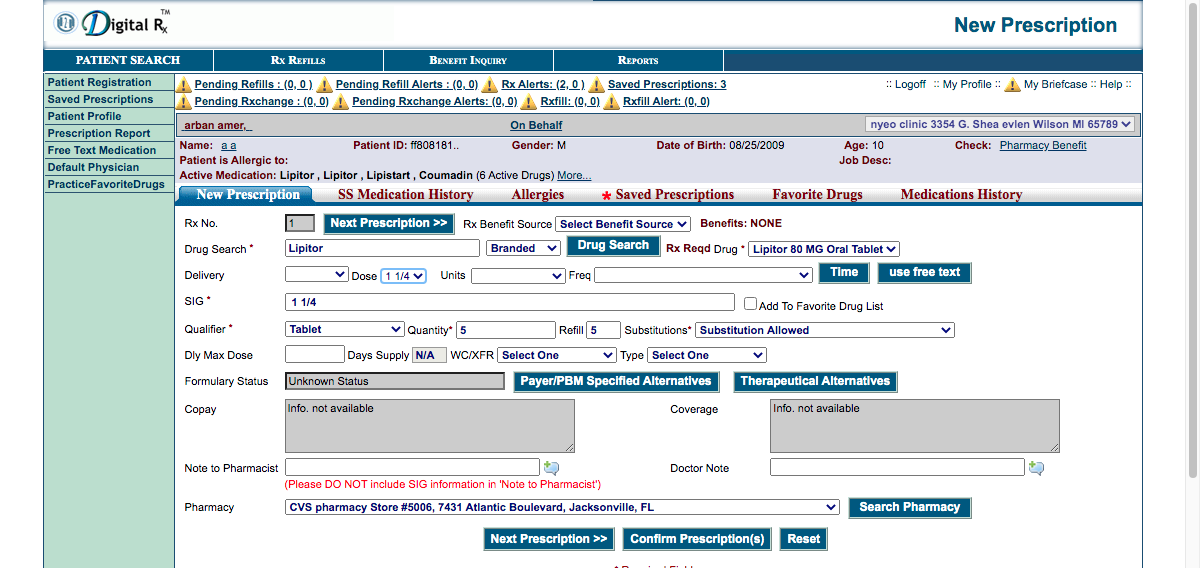 Digital Rx TM
New Prescription
PATIENT SEARCH RX REFILLS BENEFIT INQUIRY REPORTS
Patient Registration
Saved Prescriptions
Patient Profile
Prescription Report
Free Text Medication
Default Physician
PracticeFavoriteDrugs
Pending Refills : (0, 0 ) Pending Refill Alerts : (0, 0) Rx Alerts: (2, 0 ) Saved Prescriptions: 3 :: Logoff :: My Profile :: My Briefcase :: Help ::
Pending Rxchange : (0, 0) Pending Rxchange Alerts: (0, 0) Rxfill: (0, 0) Rxfill Alert: (0, 0)
arban amer, On Behalf nyeo clinic 3354 G. Shea evlen Wilson MI 65789
Name: a a Patient ID: ff808181.. Gender: M Date of Birth: 08/25/2009 Age: 10 Check: Pharmacy Benefit
Patient is Allergic to: Job Desc:
Active Medication: Lipitor , Lipitor , Lipistart , Coumadin (6 Active Drugs) More...
New Prescription SS Medication History Allergies * Saved Prescriptions Favorite Drugs Medications History
Rx No. 1 Next Prescription >> Rx Benefit Source Select Benefit Source Benefits: NONE
Drug Search * Lipitor Branded Drug Search Rx Reqd Drug * Lipitor 80 MG Oral Tablet
Delivery Dose 1 1/4 Units Freq Time use free text
SIG * 1 1/4 Add To Favorite Drug List
Qualifier * Tablet Quantity* 5 Refill 5 Substitutions* Substitution Allowed
Dly Max Dose Days Supply N/A WC/XFR Select One Type Select One
Formulary Status Unknown Status Payer/PBM Specified Alternatives Therapeutical Alternatives
Copay Info. not available Coverage Info. not available
Note to Pharmacist Doctor Note
(Please DO NOT include SIG information in 'Note to Pharmacist')
Pharmacy CVS pharmacy Store #5006, 7431 Atlantic Boulevard, Jacksonville, FL Search Pharmacy
Next Prescription >> Confirm Prescription(s) Reset